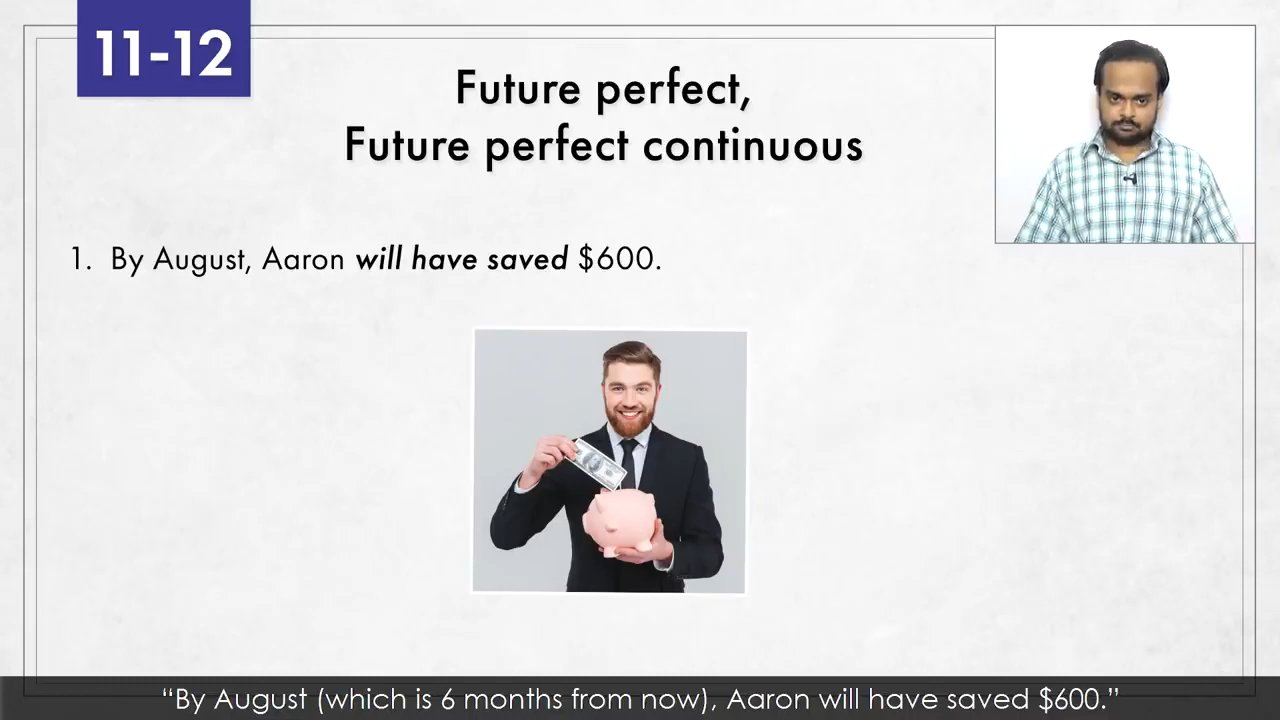 11-12
Future perfect,
Future perfect continuous
1. By August, Aaron will have saved $600.
“By August (which is 6 months from now), Aaron will have saved $600.”